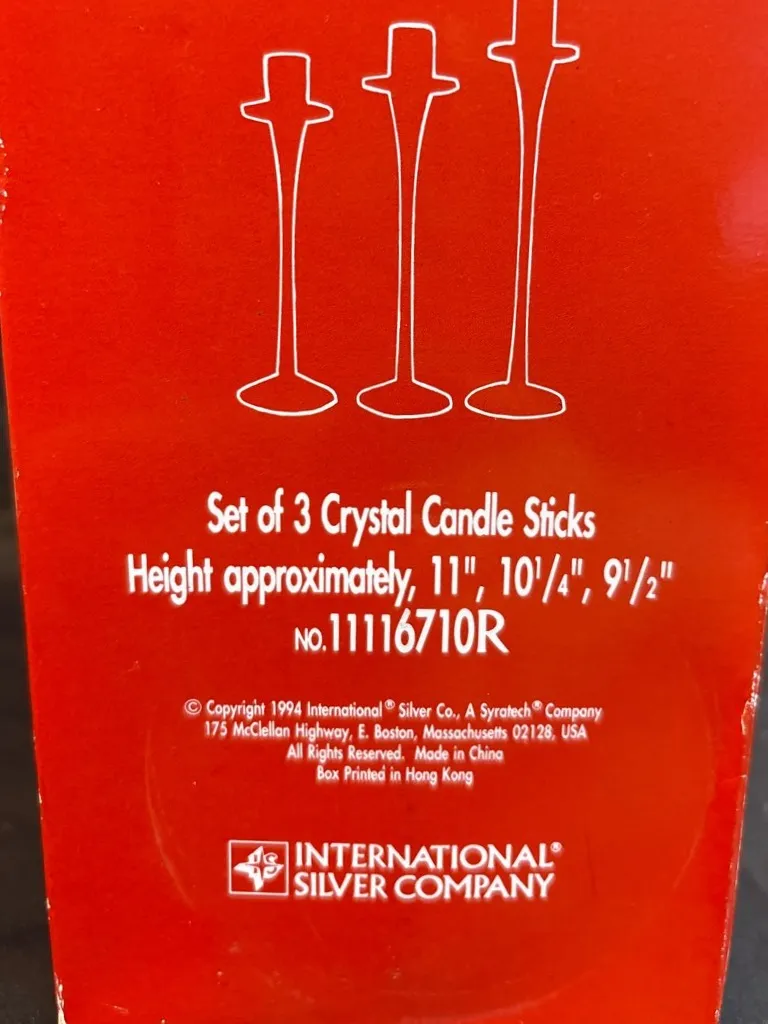 Set of 3 Crystal Candle Sticks
Height approximately, 11", 10¹/₄", 9¹/₂"
NO.11116710R
© Copyright 1994 International® Silver Co., A Syratech® Company
175 McClellan Highway, E. Boston, Massachusetts 02128, USA
All Rights Reserved. Made in China
Box Printed in Hong Kong
INTERNATIONAL®
SILVER COMPANY